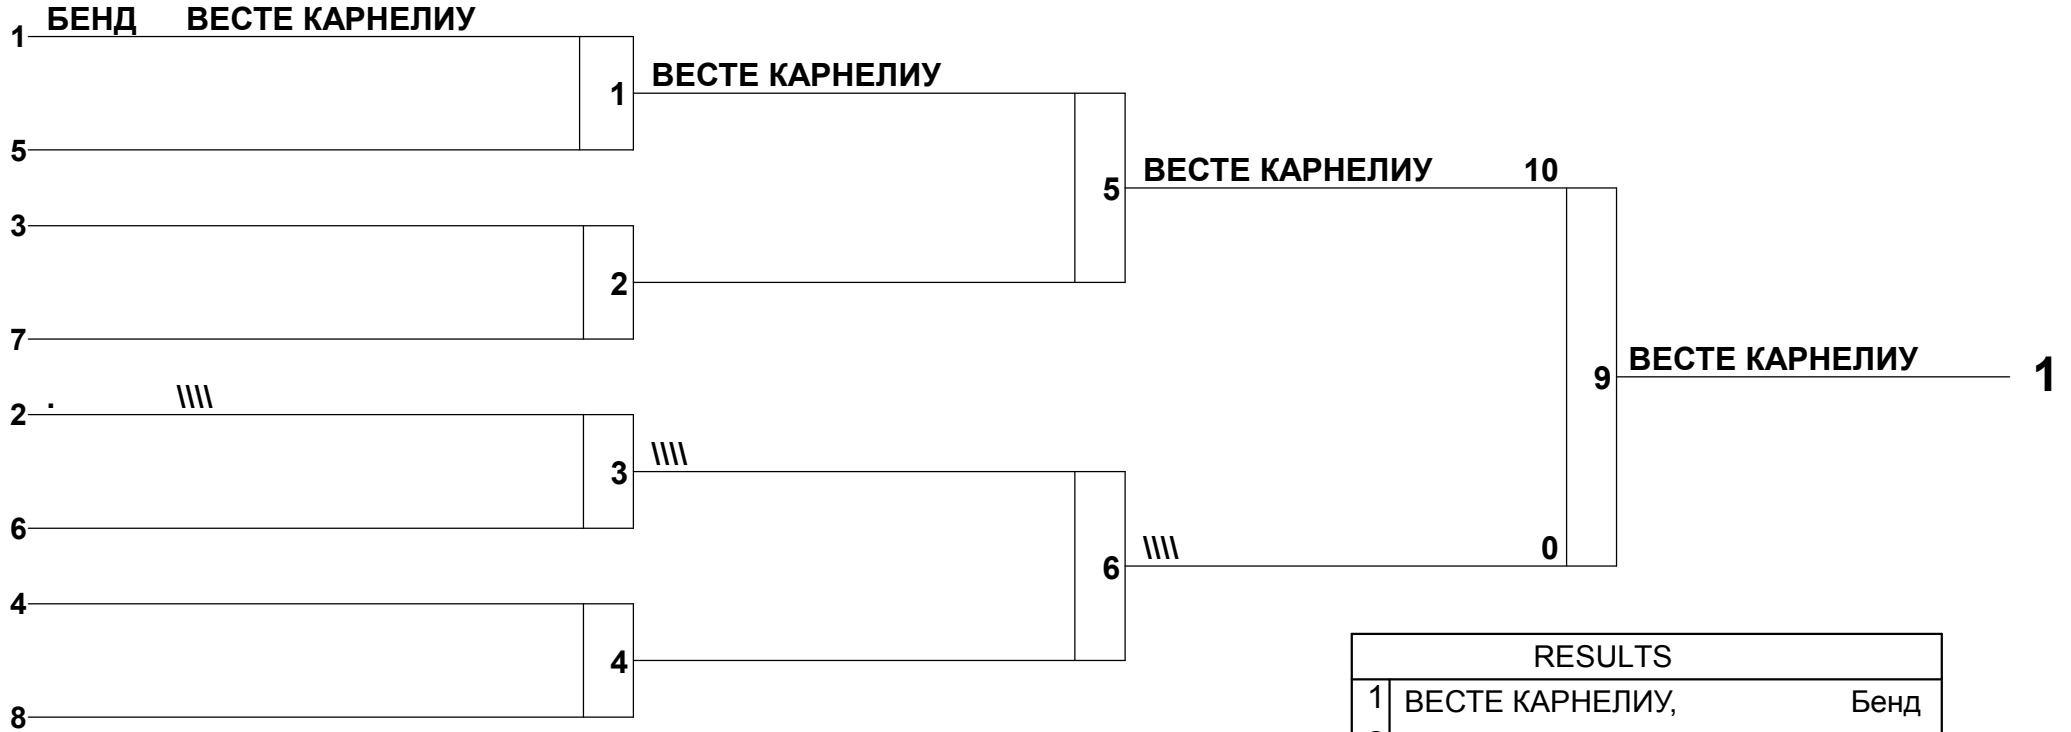 БЕНД ВЕСТЕ КАРНЕЛИУ
1
1 ВЕСТЕ КАРНЕЛИУ
5
5 ВЕСТЕ КАРНЕЛИУ 10
3
2
7
9 ВЕСТЕ КАРНЕЛИУ 1
2 . \\\\
3 \\\\
6
6 \\\\ 0
4
4
8
RESULTS
1 ВЕСТЕ КАРНЕЛИУ, Бенд